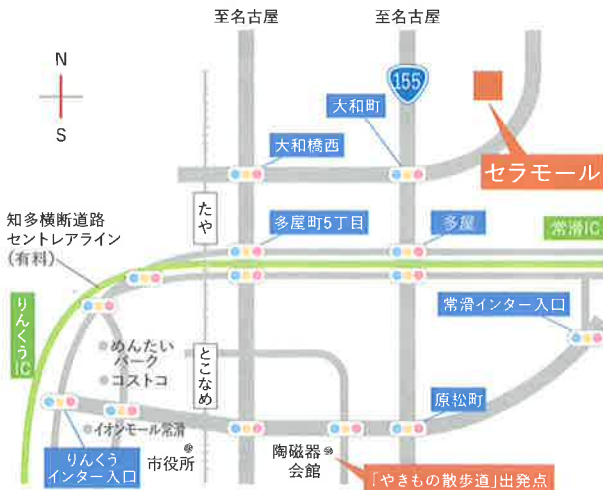 至名古屋
至名古屋
N
S
155
大和町
大和橋西
セラモール
たや
知多横断道路
セントレアライン
(有料)
多屋町5丁目
多屋
常滑IC
りんくうIC
常滑インター入口
めんたい
パーク
コストコ
とこなめ
原松町
イオンモール常滑
りんくう
インター入口
市役所
陶磁器
会館
「やきもの散歩道」出発点